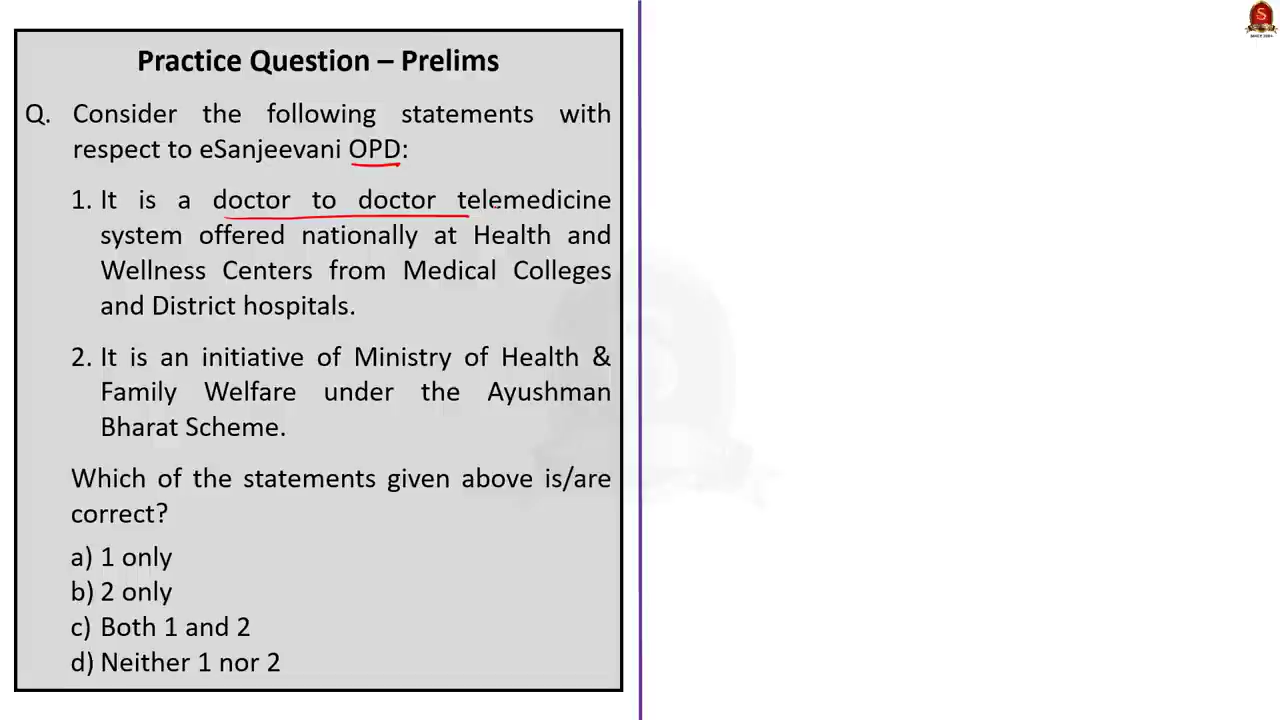 Practice Question – Prelims
Q. Consider the following statements with
respect to eSanjeevani OPD:
1. It is a doctor to doctor telemedicine
system offered nationally at Health and
Wellness Centers from Medical Colleges
and District hospitals.
2. It is an initiative of Ministry of Health &
Family Welfare under the Ayushman
Bharat Scheme.
Which of the statements given above is/are
correct?
a) 1 only
b) 2 only
c) Both 1 and 2
d) Neither 1 nor 2